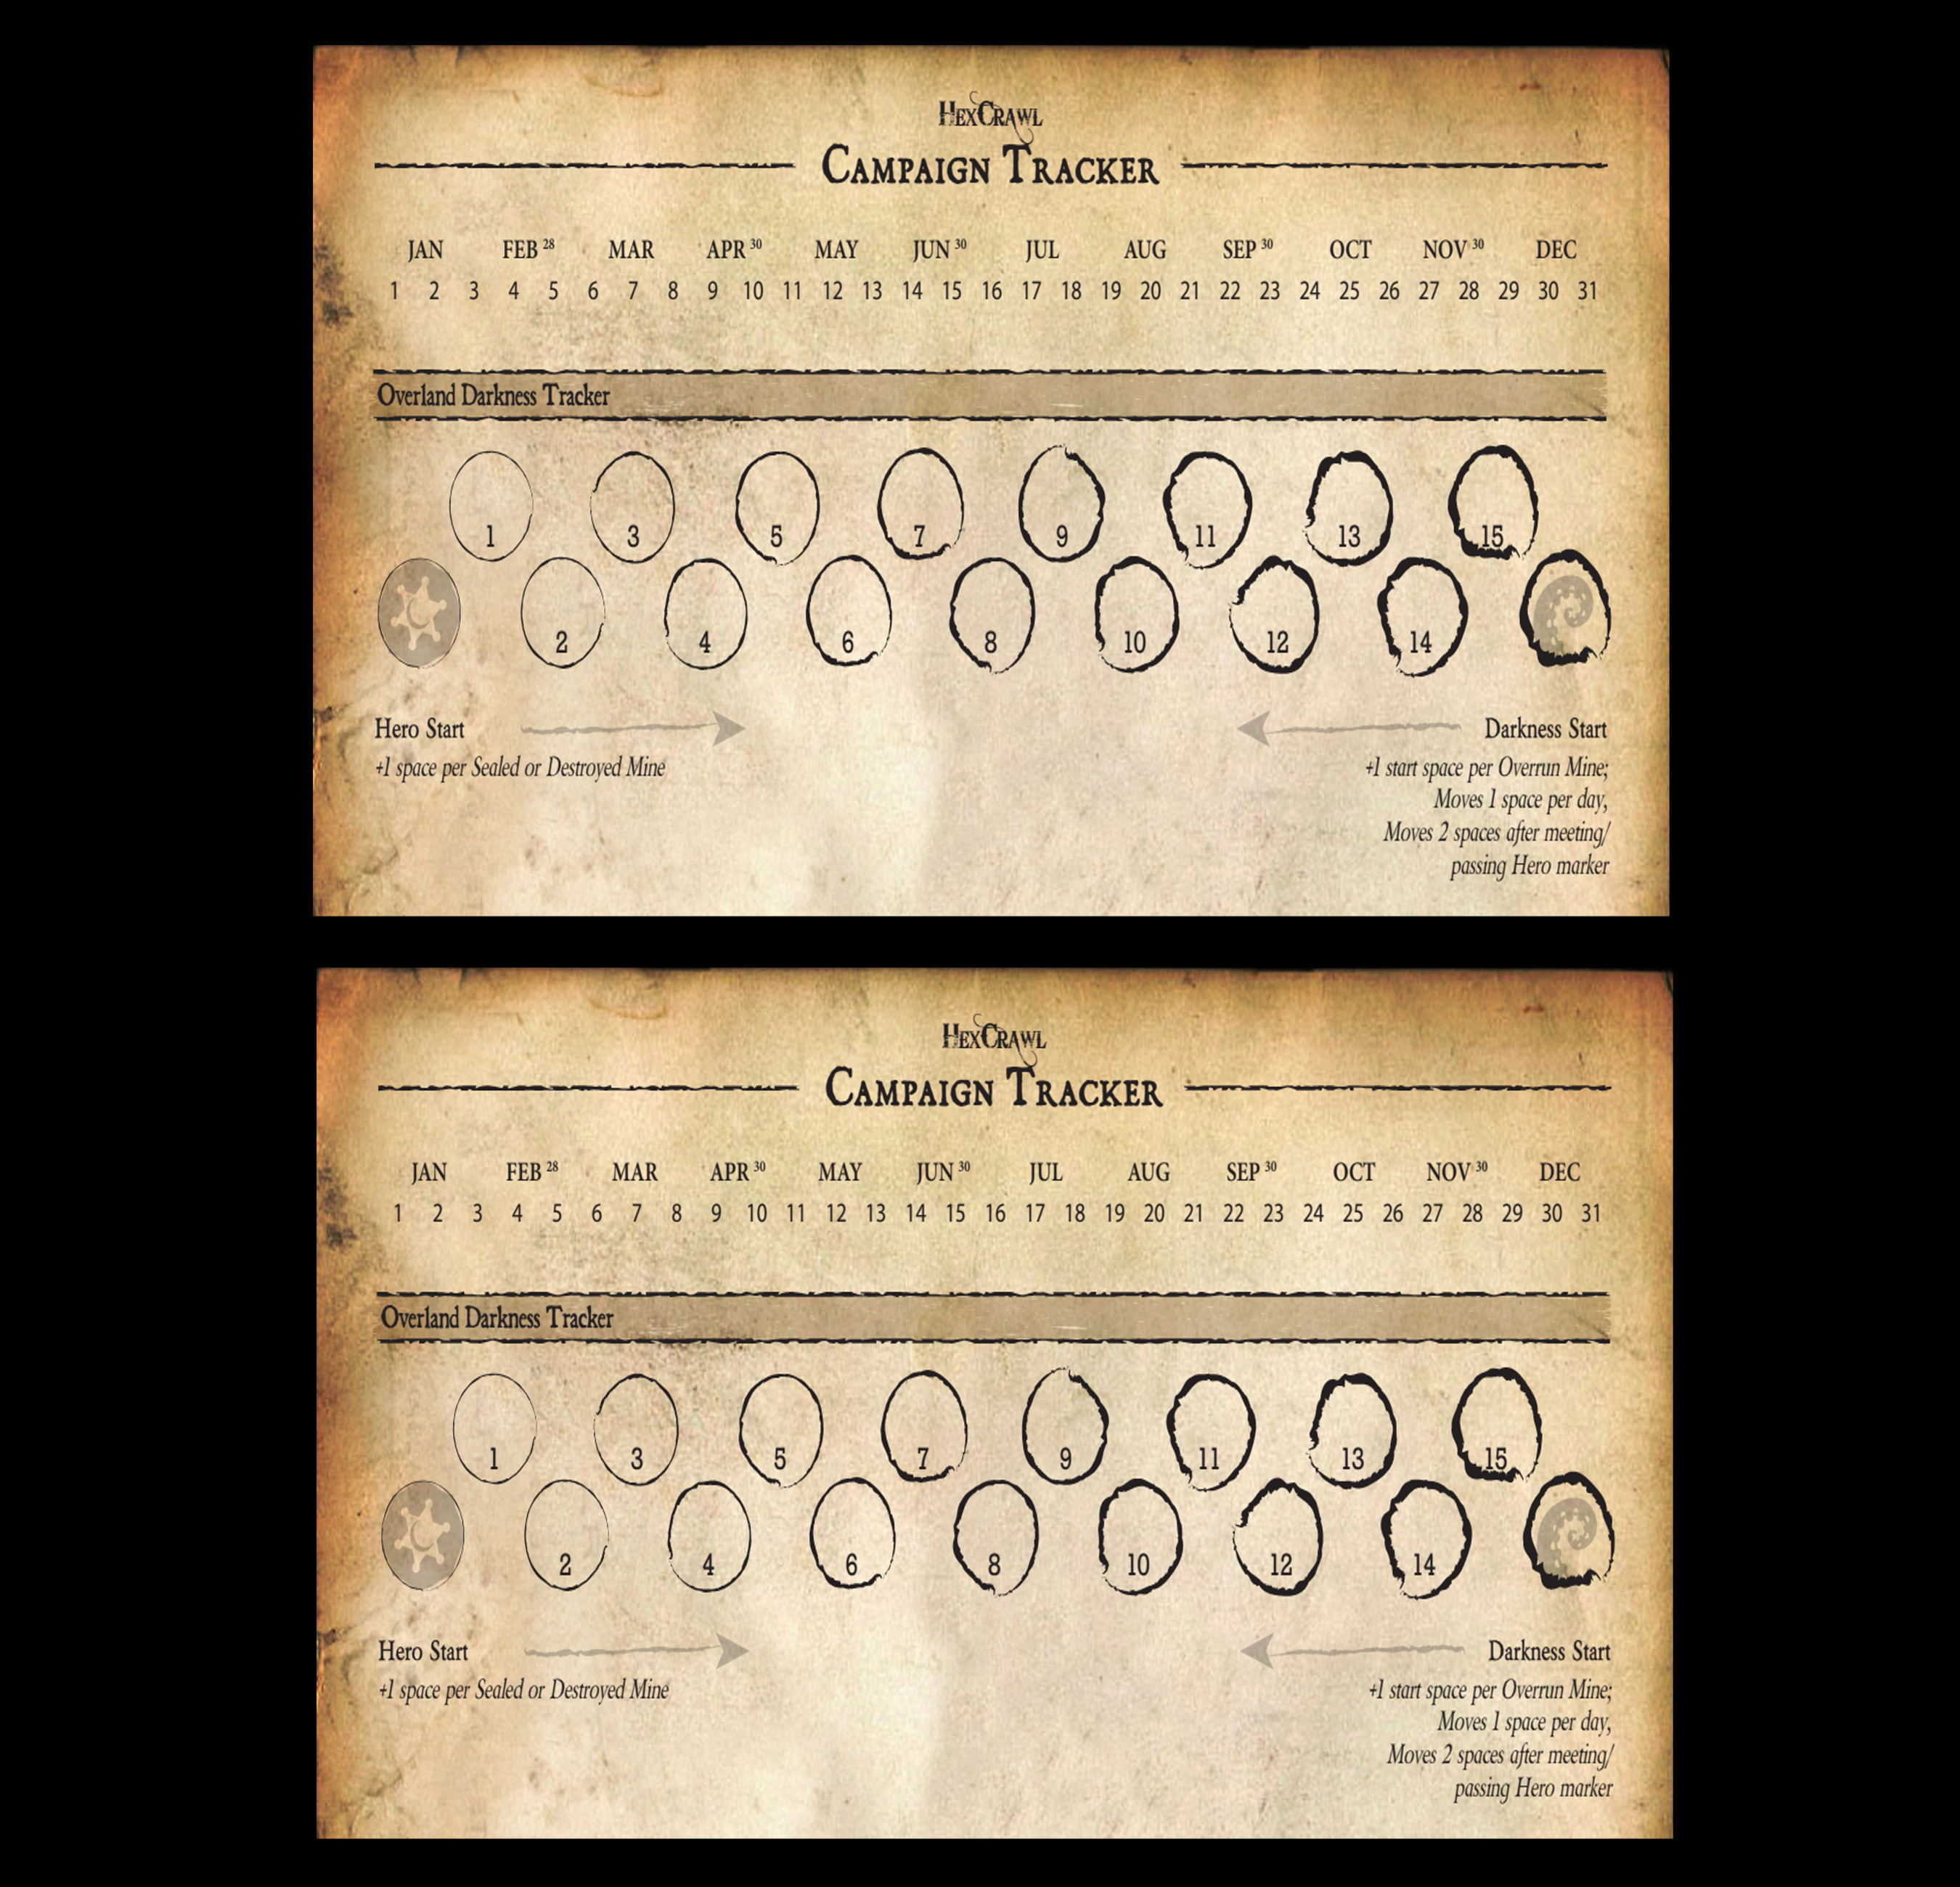 HEXCRAWL
CAMPAIGN TRACKER
JAN FEB 28 MAR APR 30 MAY JUN 30 JUL AUG SEP 30 OCT NOV 30 DEC
1 2 3 4 5 6 7 8 9 10 11 12 13 14 15 16 17 18 19 20 21 22 23 24 25 26 27 28 29 30 31
Overland Darkness Tracker
1 3 5 7 9 11 13 15
2 4 6 8 10 12 14
Hero Start
+1 space per Sealed or Destroyed Mine
Darkness Start
+1 start space per Overrun Mine;
Moves 1 space per day,
Moves 2 spaces after meeting/
passing Hero marker
HEXCRAWL
CAMPAIGN TRACKER
JAN FEB 28 MAR APR 30 MAY JUN 30 JUL AUG SEP 30 OCT NOV 30 DEC
1 2 3 4 5 6 7 8 9 10 11 12 13 14 15 16 17 18 19 20 21 22 23 24 25 26 27 28 29 30 31
Overland Darkness Tracker
1 3 5 7 9 11 13 15
2 4 6 8 10 12 14
Hero Start
+1 space per Sealed or Destroyed Mine
Darkness Start
+1 start space per Overrun Mine;
Moves 1 space per day,
Moves 2 spaces after meeting/
passing Hero marker